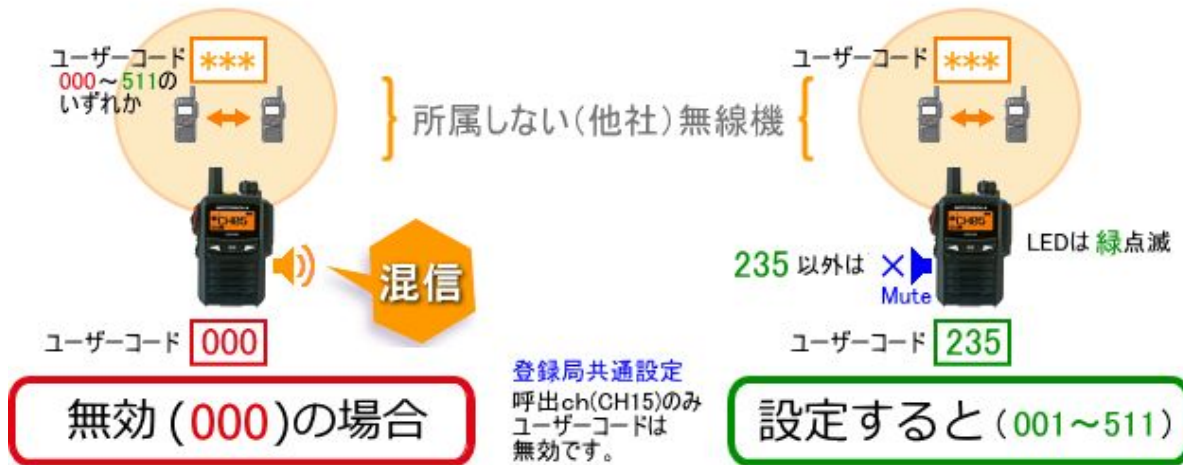 ユーザーコード ***
000～511の
いずれか
所属しない(他社)無線機
CH05
混信
ユーザーコード 000
無効(000)の場合
登録局共通設定
呼出ch(CH15)のみ
ユーザーコードは
無効です。
ユーザーコード ***
CH05
LEDは緑点滅
235 以外は ×
Mute
ユーザーコード 235
設定すると(001～511)